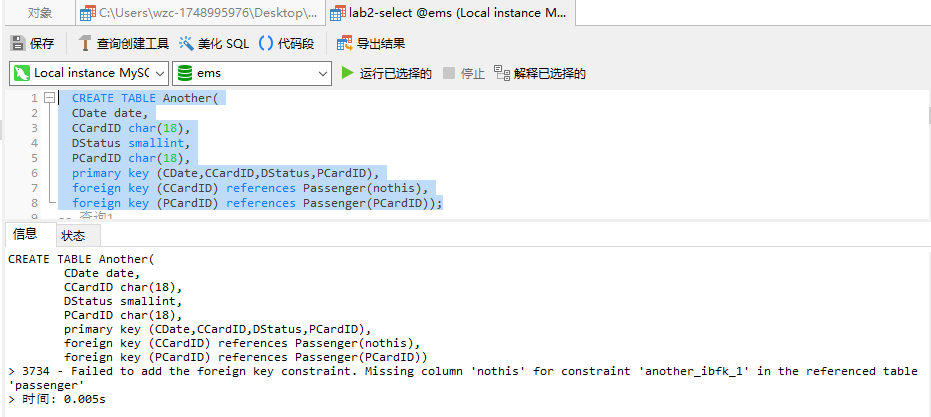 对象
C:\Users\wzc-1748995976\Desktop\...
lab2-select @ems (Local instance M...
保存
查询创建工具
美化 SQL
() 代码段
导出结果
Local instance MySC
ems
运行已选择的
停止
解释已选择的
1 CREATE TABLE Another(
2 CDate date,
3 CCardID char(18),
4 DStatus smallint,
5 PCardID char(18),
6 primary key (CDate,CCardID,DStatus,PCardID),
7 foreign key (CCardID) references Passenger(nothis),
8 foreign key (PCardID) references Passenger(PCardID));
9 -- 查询1
信息
状态
CREATE TABLE Another(
CDate date,
CCardID char(18),
DStatus smallint,
PCardID char(18),
primary key (CDate,CCardID,DStatus,PCardID),
foreign key (CCardID) references Passenger(nothis),
foreign key (PCardID) references Passenger(PCardID))
> 3734 - Failed to add the foreign key constraint. Missing column 'nothis' for constraint 'another_ibfk_1' in the referenced table
'passenger'
> 时间: 0.005s